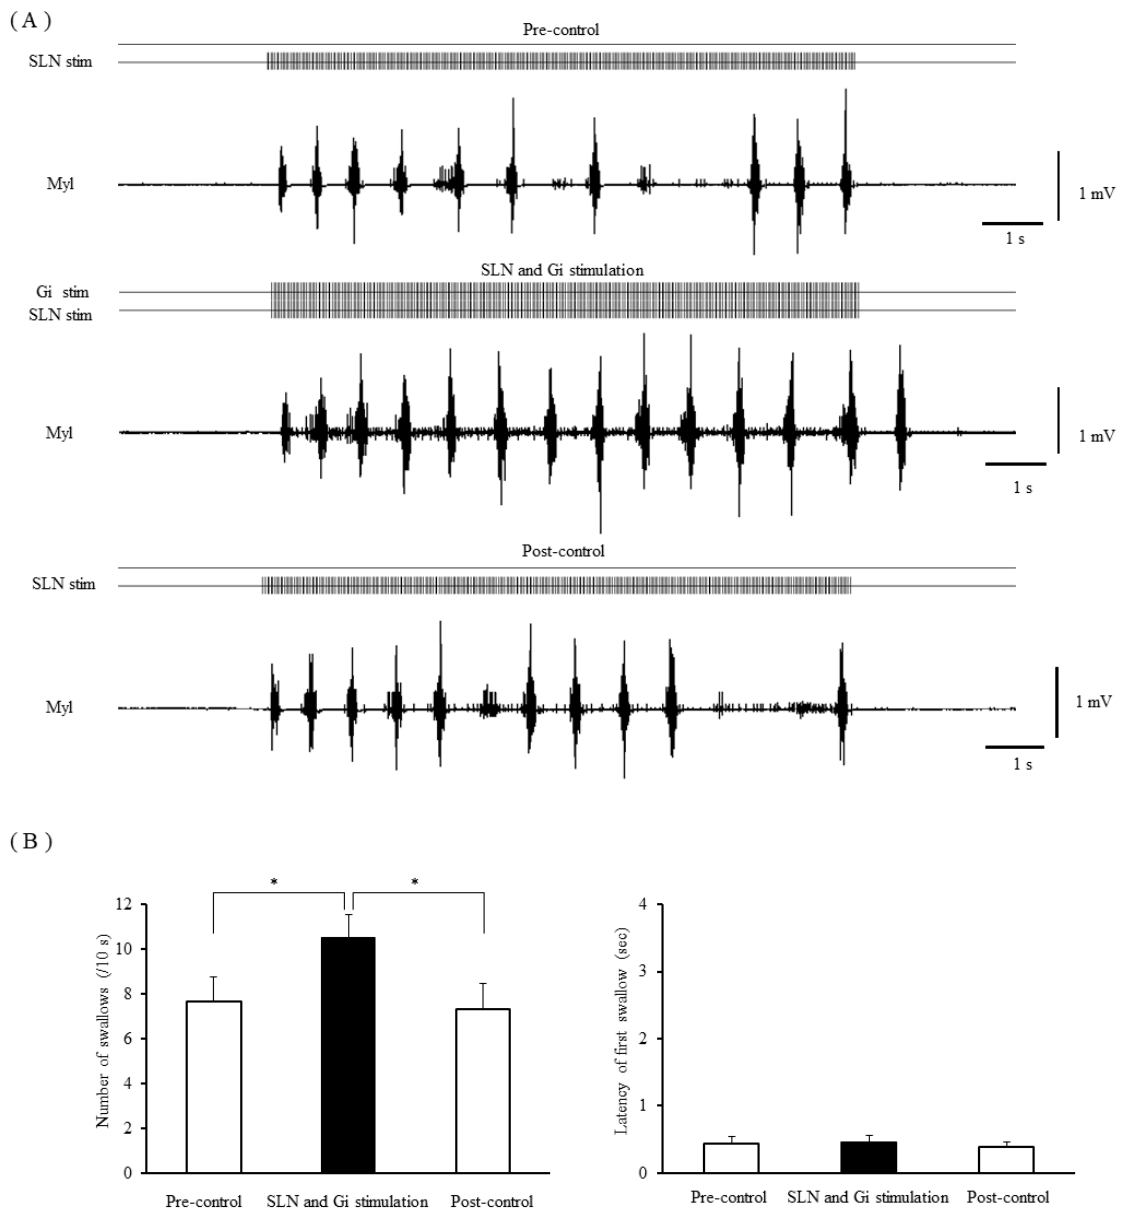 ( A )
Pre-control
SLN stim
Myl
1 mV
1 s
SLN and Gi stimulation
Gi stim
SLN stim
Myl
1 mV
1 s
Post-control
SLN stim
Myl
1 mV
1 s
( B )
* *
Number of swallows (/10 s)
12
10
8
6
4
2
0
Pre-control SLN and Gi stimulation Post-control
Latency of first swallow (sec)
4
3
2
1
0
Pre-control SLN and Gi stimulation Post-control